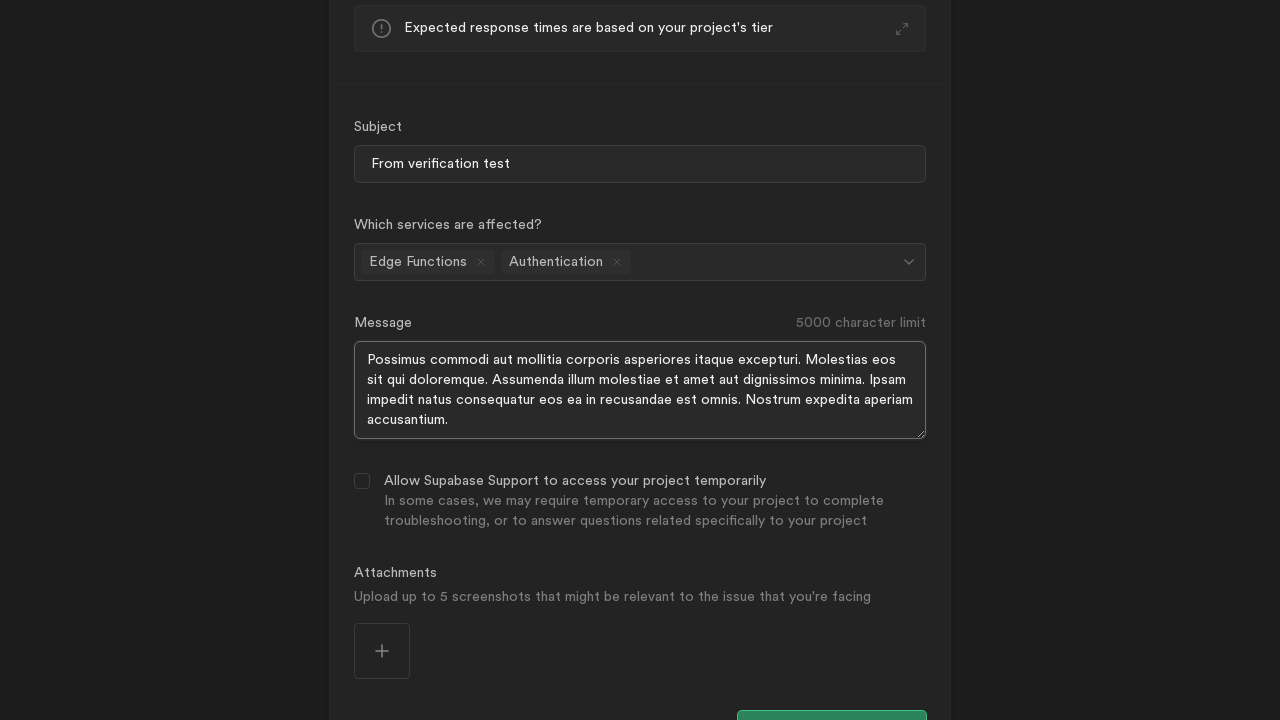 Expected response times are based on your project's tier
Subject
From verification test
Which services are affected?
Edge Functions
Authentication
Message
5000 character limit
Possimus commodi aut mollitia corporis asperiores itaque excepturi. Molestias eos
sit qui doloremque. Assumenda illum molestiae et amet aut dignissimos minima. Ipsam
impedit natus consequatur eos ea in recusandae est omnis. Nostrum expedita aperiam
accusantium.
Allow Supabase Support to access your project temporarily
In some cases, we may require temporary access to your project to complete
troubleshooting, or to answer questions related specifically to your project
Attachments
Upload up to 5 screenshots that might be relevant to the issue that you're facing